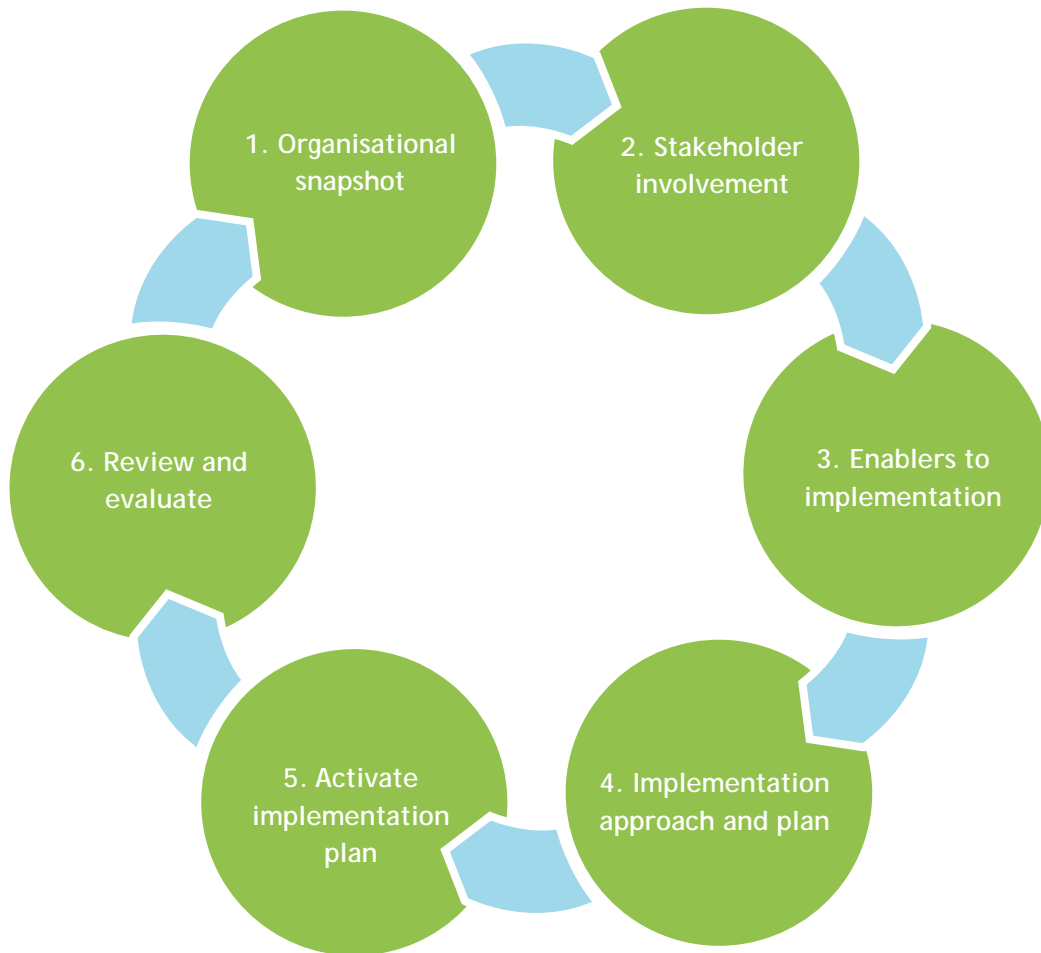 1. Organisational
snapshot
2. Stakeholder
involvement
3. Enablers to
implementation
4. Implementation
approach and plan
5. Activate
implementation
plan
6. Review and
evaluate